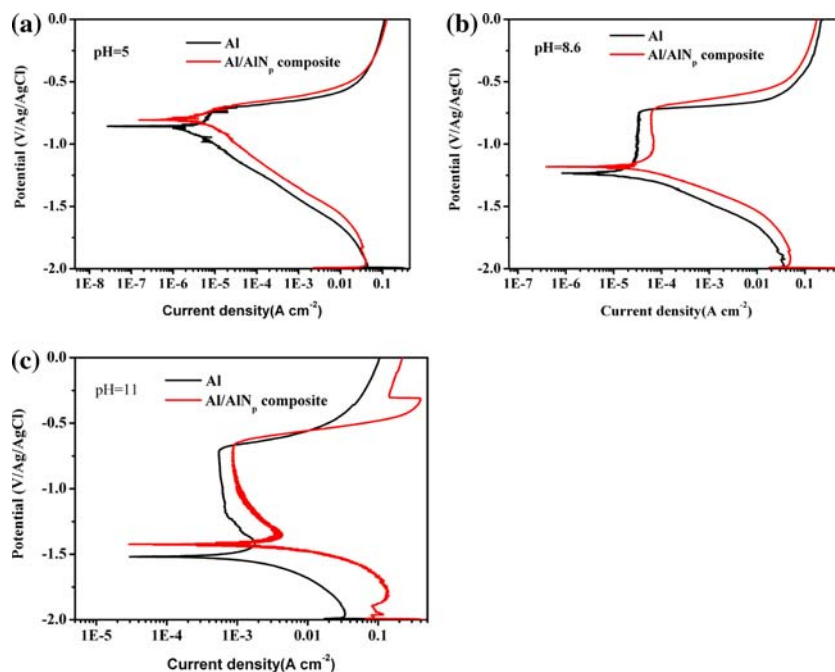 (a)
pH=5
Al
Al/AlNp composite
0.0
-0.5
-1.0
-1.5
-2.0
Potential (V/Ag/AgCl)
1E-8 1E-7 1E-6 1E-5 1E-4 1E-3 0.01 0.1
Current density(A cm-2)
(b)
pH=8.6
Al
Al/AlNp composite
0.0
-0.5
-1.0
-1.5
-2.0
Potential (V/Ag/AgCl)
1E-7 1E-6 1E-5 1E-4 1E-3 0.01 0.1
Current density(A cm-2)
(c)
pH=11
Al
Al/AlNp composite
0.0
-0.5
-1.0
-1.5
-2.0
Potential (V/Ag/AgCl)
1E-5 1E-4 1E-3 0.01 0.1
Current density(A cm-2)